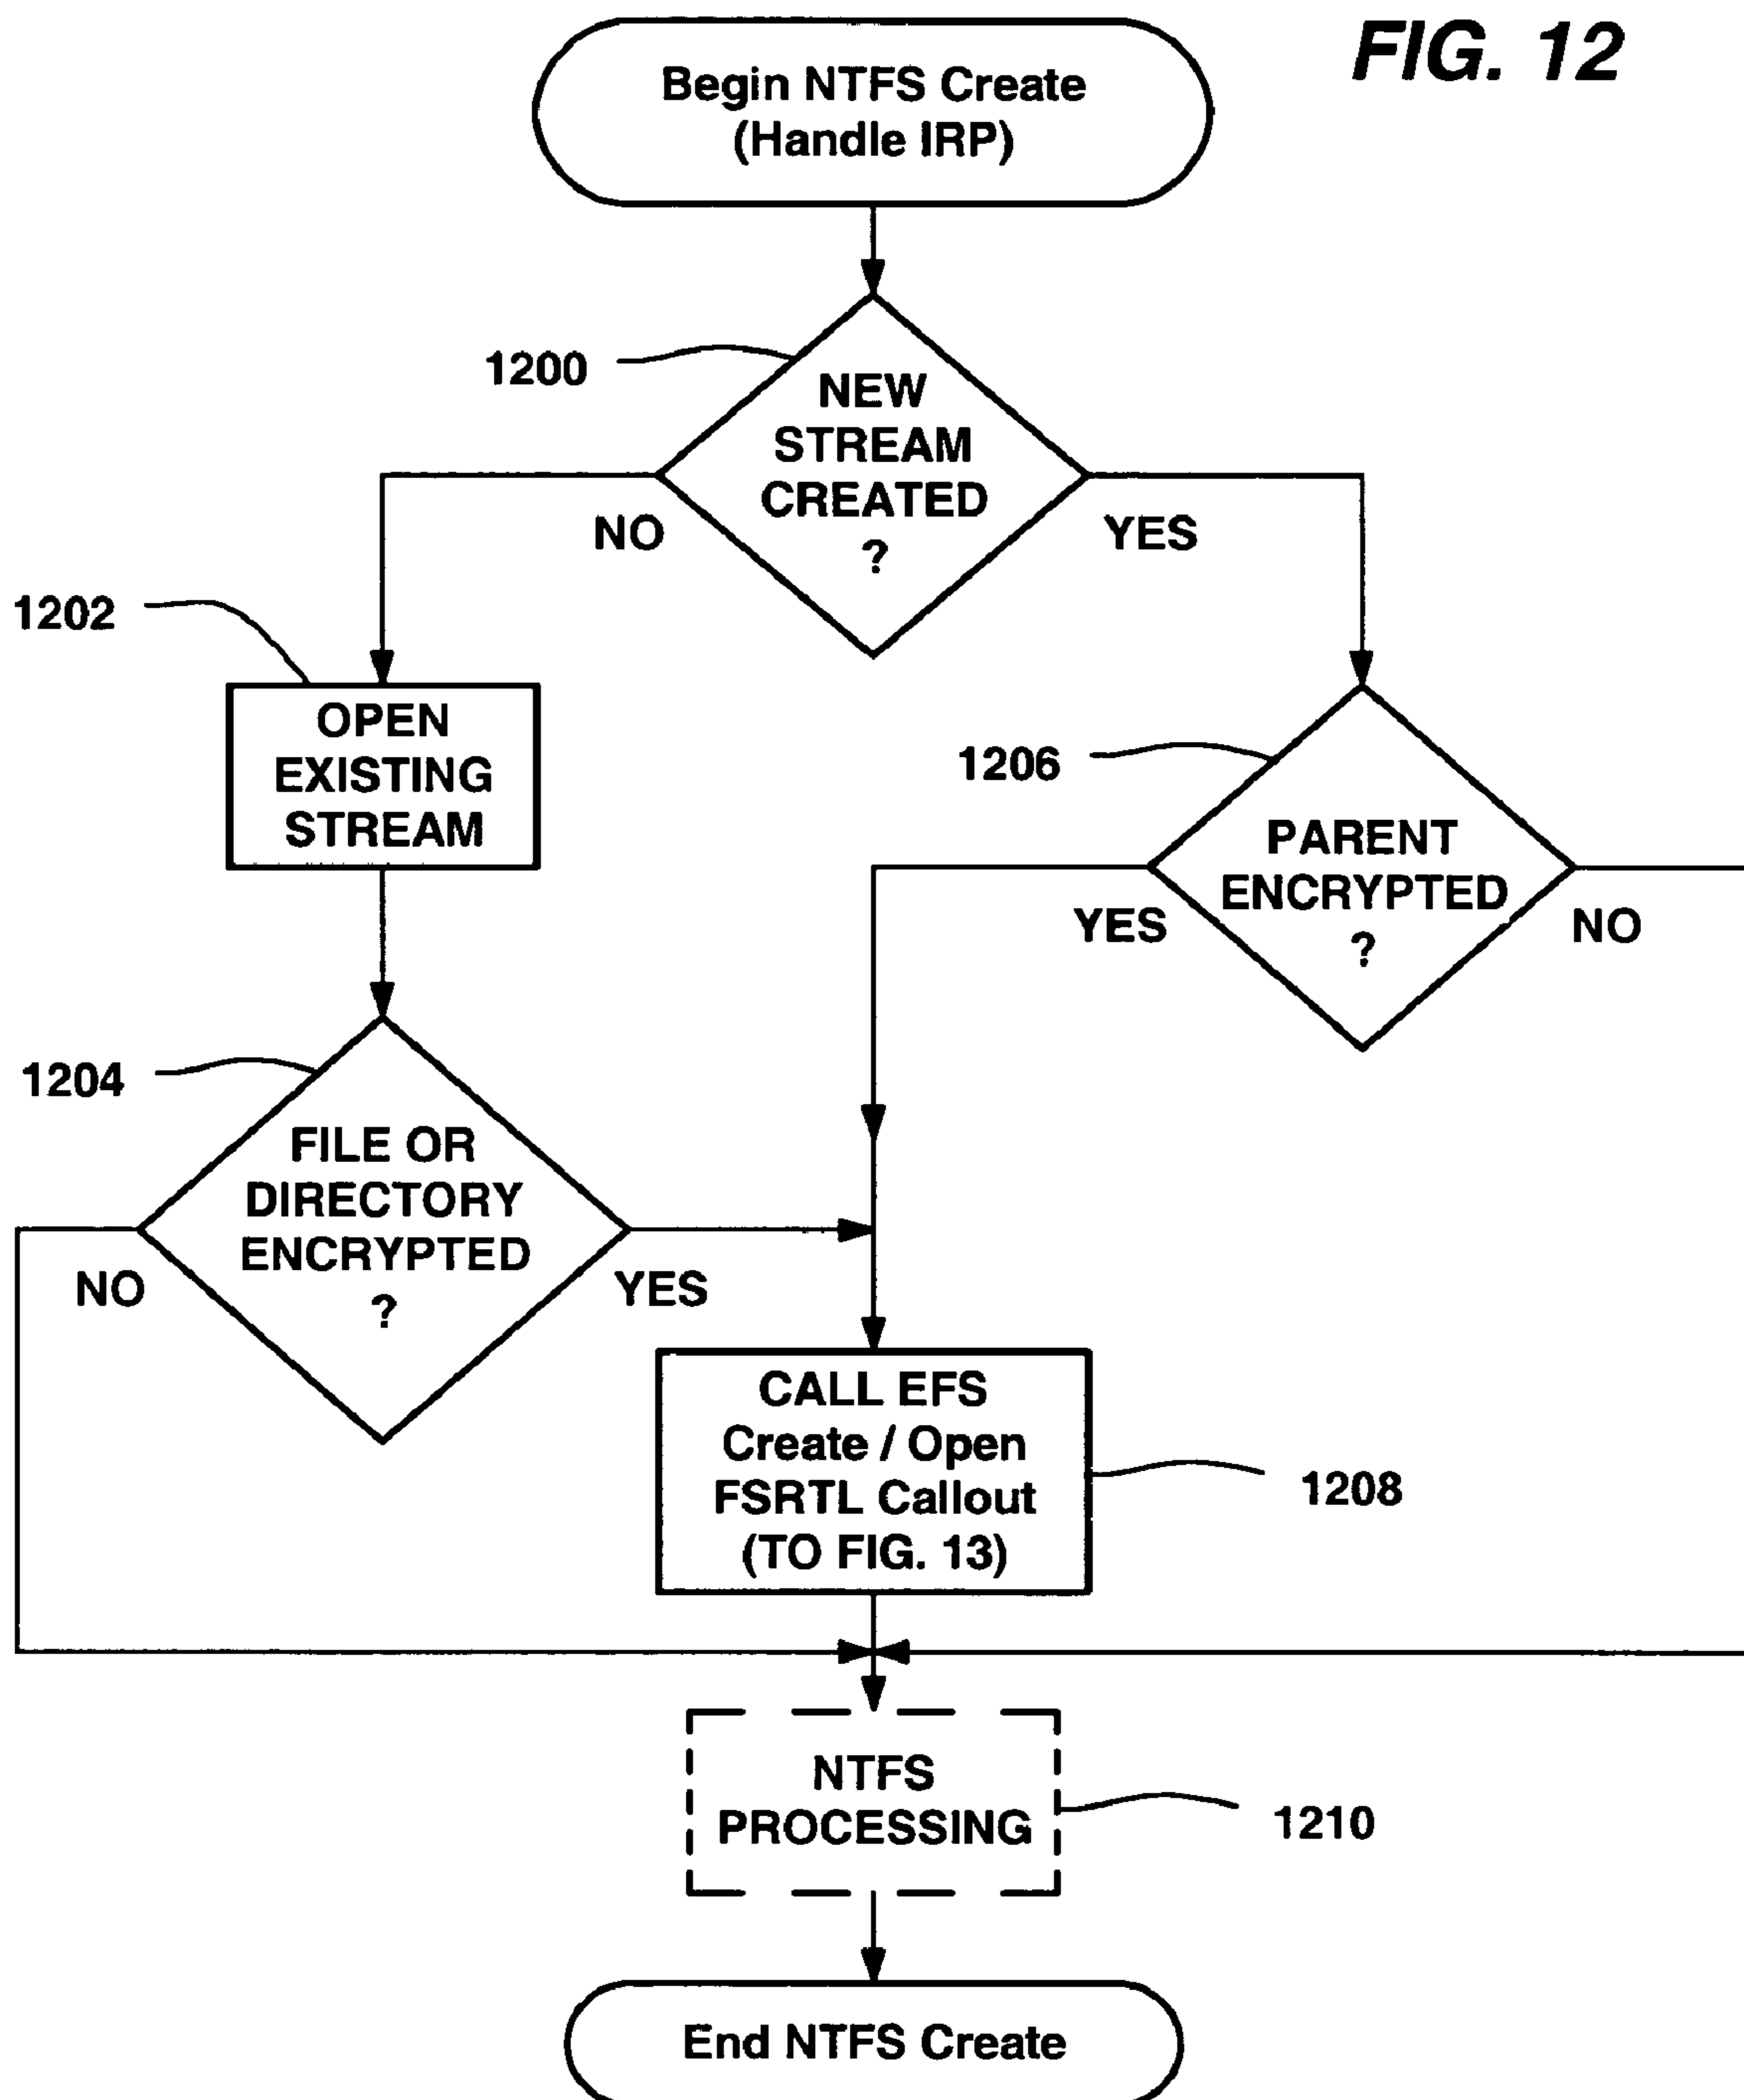 FIG. 12
Begin NTFS Create
(Handle IRP)
1200
NEW
STREAM
CREATED
?
NO
YES
1202
OPEN
EXISTING
STREAM
1206
PARENT
ENCRYPTED
?
YES
NO
1204
FILE OR
DIRECTORY
ENCRYPTED
?
NO
YES
CALL EFS
Create / Open
FSRTL Callout
(TO FIG. 13)
1208
NTFS
PROCESSING
1210
End NTFS Create